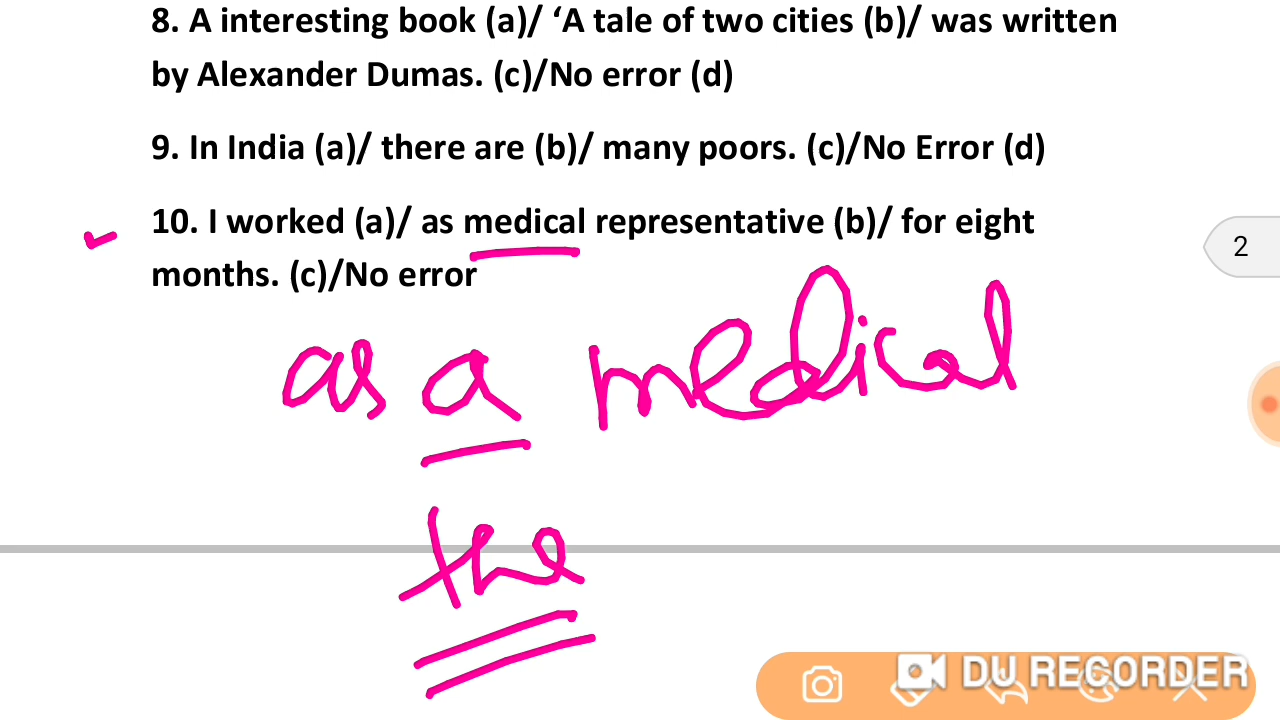 8. A interesting book (a)/ ‘A tale of two cities (b)/ was written
by Alexander Dumas. (c)/No error (d)
9. In India (a)/ there are (b)/ many poors. (c)/No Error (d)
10. I worked (a)/ as medical representative (b)/ for eight
months. (c)/No error
2
as a medical
the
DU RECORDER